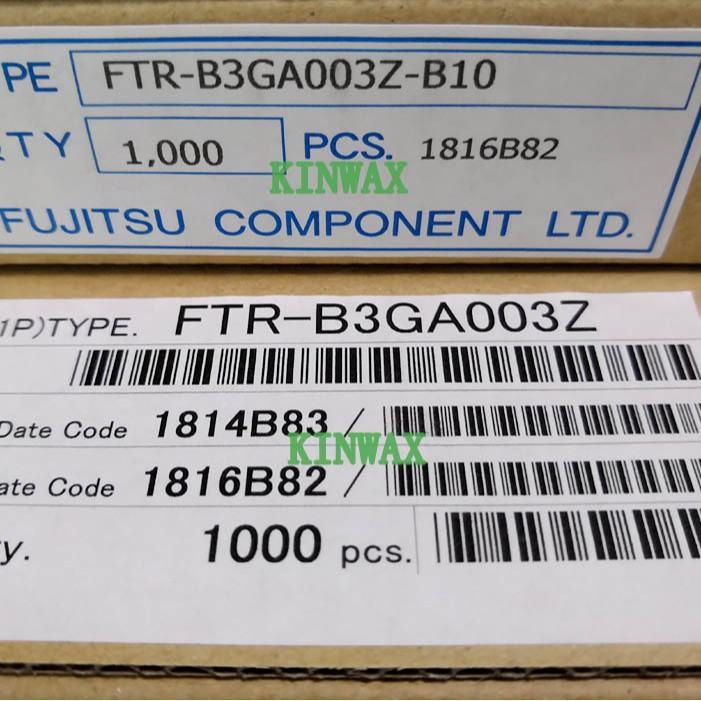 PE FTR-B3GA003Z-B10
TY 1,000 PCS. 1816B82
KINWAX
FUJITSU COMPONENT LTD.
1P)TYPE. FTR-B3GA003Z
Date Code 1814B83 /
KINWAX
ate Code 1816B82 /
y. 1000 pcs.